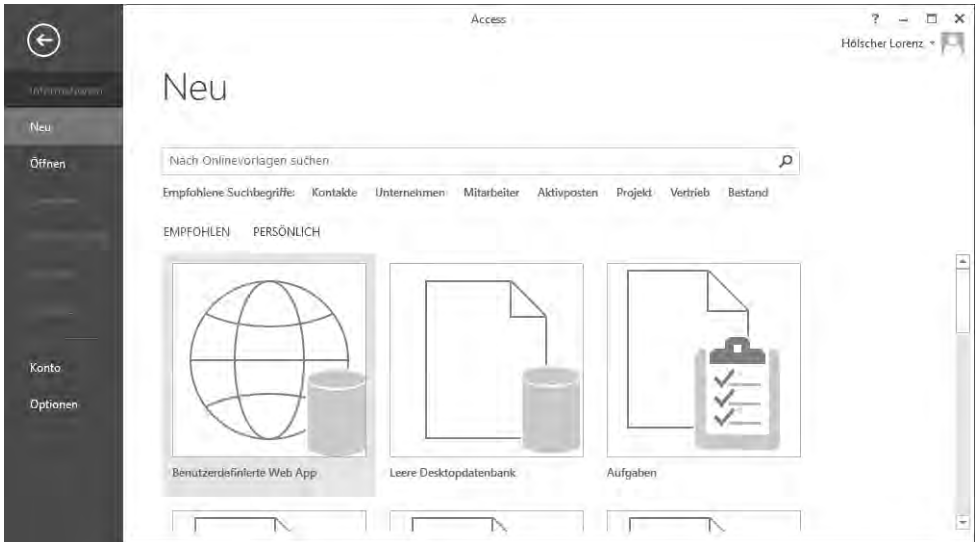 Access
?
Hölscher Lorenz
Informationen
Neu
Öffnen
Konto
Optionen
Neu
Nach Onlinevorlagen suchen
Empfohlene Suchbegriffe: Kontakte Unternehmen Mitarbeiter Aktivposten Projekt Vertrieb Bestand
EMPFOHLEN PERSÖNLICH
Benutzerdefinierte Web App
Leere Desktopdatenbank
Aufgaben